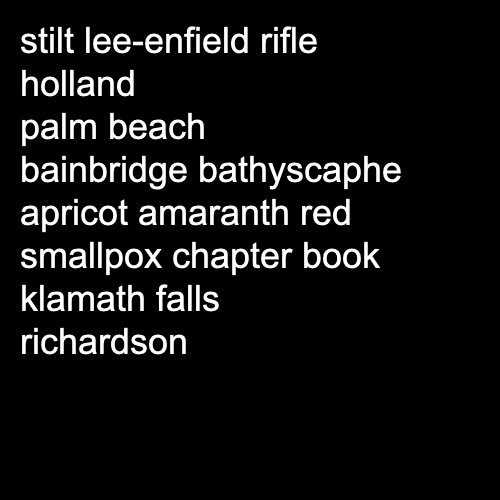 stilt lee-enfield rifle
holland
palm beach
bainbridge bathyscaphe
apricot amaranth red
smallpox chapter book
klamath falls
richardson